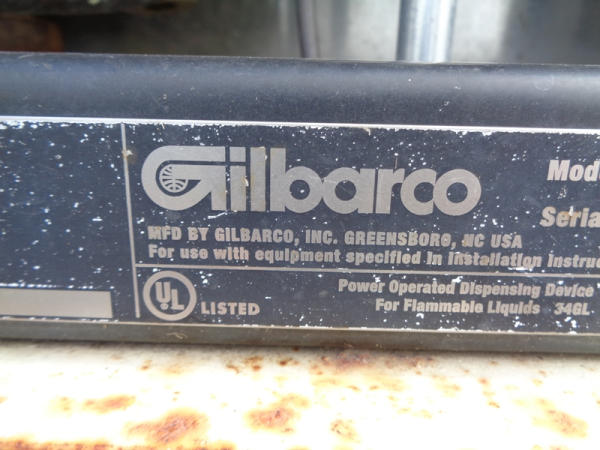 Gilbarco
MFD BY GILBARCO, INC. GREENSBORO, NC USA
For use with equipment specified in installation instruc
Mode
Seria
UL LISTED
Power Operated Dispensing Device
For Flammable Liquids 34GL